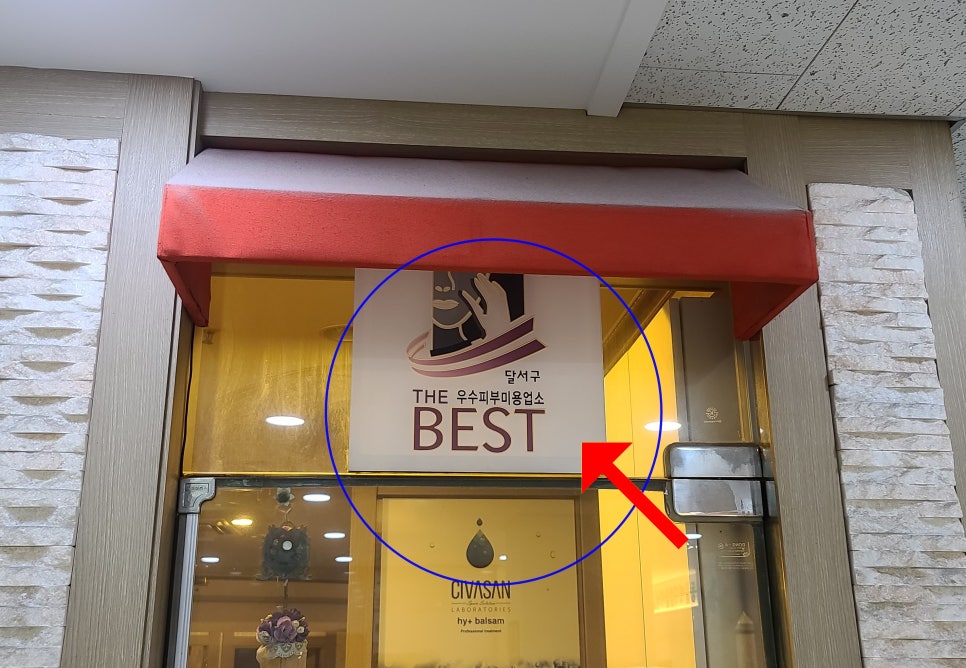 달서구
THE 우수피부미용업소
BEST
CIVASAN
LABORATORIES
hy+ balsam
Professional treatment